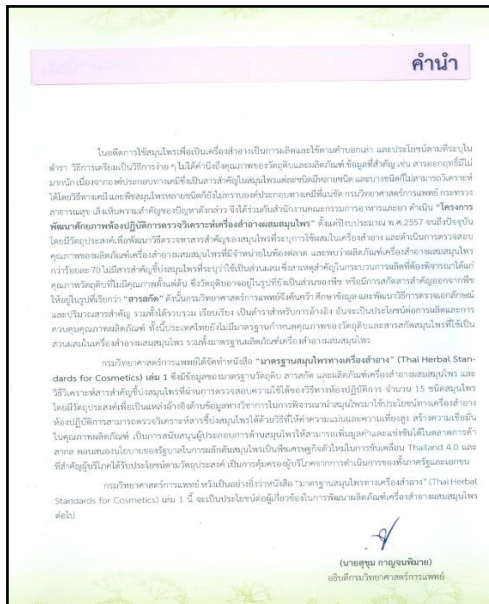 คำนำ
ในอดีตการใช้สมุนไพรเพื่อเป็นเครื่องสำอางเป็นการผลิตและใช้ตามคำบอกเล่า และประโยชน์ตามที่ระบุใน
ตำรา วิธีการเตรียมเป็นวิธีการง่าย ๆ ไม่ได้คำนึงถึงคุณภาพของวัตถุดิบและผลิตภัณฑ์ ข้อมูลที่สำคัญ เช่น สารออกฤทธิ์มีไม่
มากนัก เนื่องจากองค์ประกอบทางเคมีซึ่งเป็นสารสำคัญในสมุนไพรแต่ละชนิดมีหลายชนิด และบางชนิดก็ไม่สามารถวิเคราะห์
ได้โดยวิธีทางเคมี และพืชสมุนไพรหลายชนิดก็ยังไม่ทราบองค์ประกอบทางเคมีที่แน่ชัด กรมวิทยาศาสตร์การแพทย์ กระทรวง
สาธารณสุข เล็งเห็นความสำคัญของปัญหาดังกล่าว จึงได้ร่วมกับสำนักงานคณะกรรมการอาหารและยา ดำเนิน "โครงการ
พัฒนาศักยภาพห้องปฏิบัติการตรวจวิเคราะห์เครื่องสำอางผสมสมุนไพร" ตั้งแต่ปีงบประมาณ พ.ศ.2557 จนถึงปัจจุบัน
โดยมีวัตถุประสงค์เพื่อพัฒนาวิธีตรวจหาสารสำคัญของสมุนไพรที่ระบุการใช้ผสมในเครื่องสำอาง และดำเนินการตรวจสอบ
คุณภาพของผลิตภัณฑ์เครื่องสำอางผสมสมุนไพรที่มีจำหน่ายในท้องตลาด และพบว่าผลิตภัณฑ์เครื่องสำอางผสมสมุนไพร
กว่าร้อยละ 70 ไม่มีสารสำคัญที่บ่งสมุนไพรที่ระบุว่าใช้เป็นส่วนผสม ซึ่งสาเหตุสำคัญในกระบวนการผลิตที่ต้องพิจารณาได้แก่
คุณภาพวัตถุดิบที่ไม่มีคุณภาพตั้งแต่ต้น ซึ่งวัตถุดิบอาจอยู่ในรูปที่ยังเป็นส่วนของพืช หรือมีการสกัดสารสำคัญออกจากพืช
ให้อยู่ในรูปที่เรียกว่า "สารสกัด" ดังนั้นกรมวิทยาศาสตร์การแพทย์จึงค้นคว้า ศึกษาข้อมูล และพัฒนาวิธีการตรวจเอกลักษณ์
และปริมาณสารสำคัญ รวมทั้งได้รวบรวม เรียบเรียง เป็นตำราสำหรับการอ้างอิง อันจะเป็นประโยชน์ต่อการผลิตและการ
ควบคุมคุณภาพผลิตภัณฑ์ ทั้งนี้ประเทศไทยยังไม่มีมาตรฐานกำหนดคุณภาพของวัตถุดิบและสารสกัดสมุนไพรที่ใช้เป็น
ส่วนผสมในเครื่องสำอางผสมสมุนไพร รวมทั้งมาตรฐานผลิตภัณฑ์เครื่องสำอางผสมสมุนไพร
กรมวิทยาศาสตร์การแพทย์ได้จัดทำหนังสือ "มาตรฐานสมุนไพรทางเครื่องสำอาง" (Thai Herbal Stan-
dards for Cosmetics) เล่ม 1 ซึ่งมีข้อมูลของมาตรฐานวัตถุดิบ สารสกัด และผลิตภัณฑ์เครื่องสำอางผสมสมุนไพร และ
วิธีวิเคราะห์สารสำคัญที่บ่งสมุนไพรที่ผ่านการตรวจสอบความใช้ได้ของวิธีทางห้องปฏิบัติการ จำนวน 15 ชนิดสมุนไพร
โดยมีวัตถุประสงค์เพื่อเป็นแหล่งอ้างอิงด้านข้อมูลทางวิชาการในการพิจารณานำสมุนไพรมาใช้ประโยชน์ทางเครื่องสำอาง
ห้องปฏิบัติการสามารถตรวจวิเคราะห์สารที่บ่งสมุนไพรได้ด้วยวิธีที่ให้ค่าความแม่นและความเที่ยงสูง สร้างความเชื่อมั่น
ในคุณภาพผลิตภัณฑ์ เป็นการสนับสนุนผู้ประกอบการด้านสมุนไพรให้สามารถเพิ่มมูลค่าและแข่งขันได้ในตลาดการค้า
สากล ตอบสนองนโยบายของรัฐบาลในการผลักดันสมุนไพรเป็นพืชเศรษฐกิจตัวใหม่ในการขับเคลื่อน Thailand 4.0 และ
ที่สำคัญผู้บริโภคได้รับประโยชน์ตามวัตถุประสงค์ เป็นการคุ้มครองผู้บริโภคจากการดำเนินการของทั้งภาครัฐและเอกชน
กรมวิทยาศาสตร์การแพทย์ หวังเป็นอย่างยิ่งว่าหนังสือ "มาตรฐานสมุนไพรทางเครื่องสำอาง" (Thai Herbal
Standards for Cosmetics) เล่ม 1 นี้ จะเป็นประโยชน์ต่อผู้เกี่ยวข้องในการพัฒนาผลิตภัณฑ์เครื่องสำอางผสมสมุนไพร
ต่อไป
(นายสุขุม กาญจนพิมาย)
อธิบดีกรมวิทยาศาสตร์การแพทย์